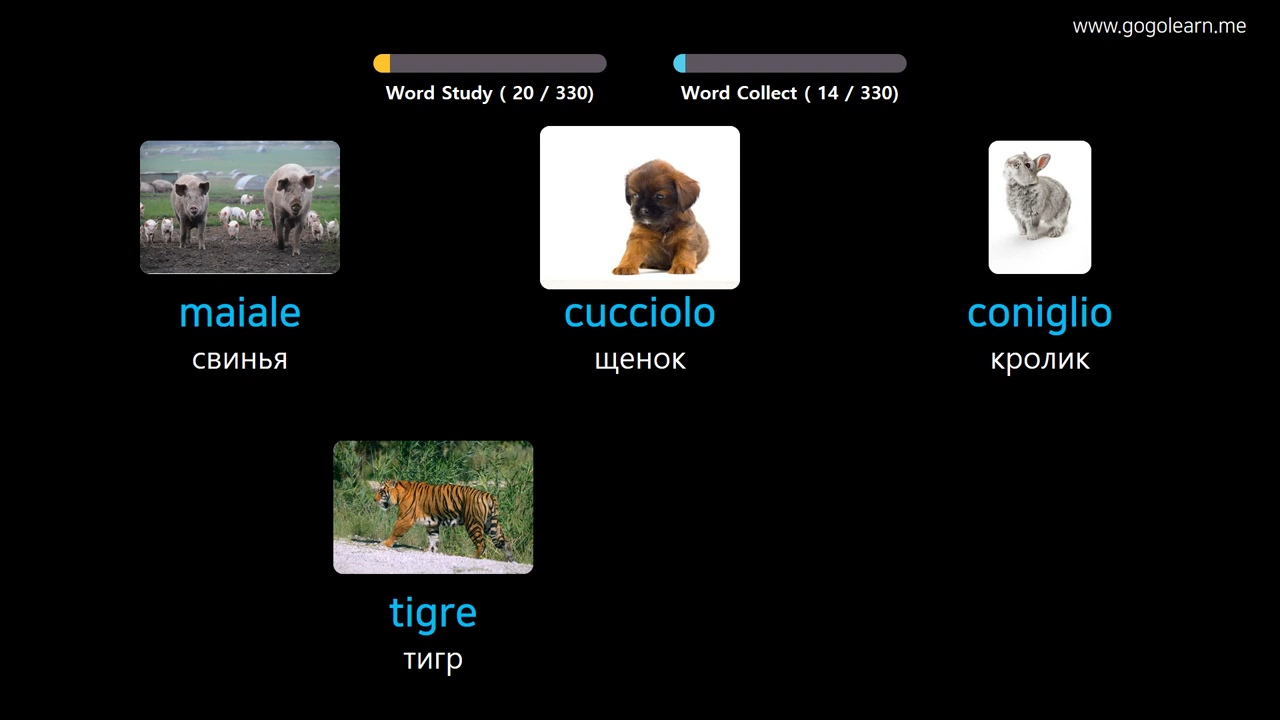 www.gogolearn.me
Word Study ( 20 / 330)
Word Collect ( 14 / 330)
maiale
свинья
cucciolo
щенок
coniglio
кролик
tigre
тигр